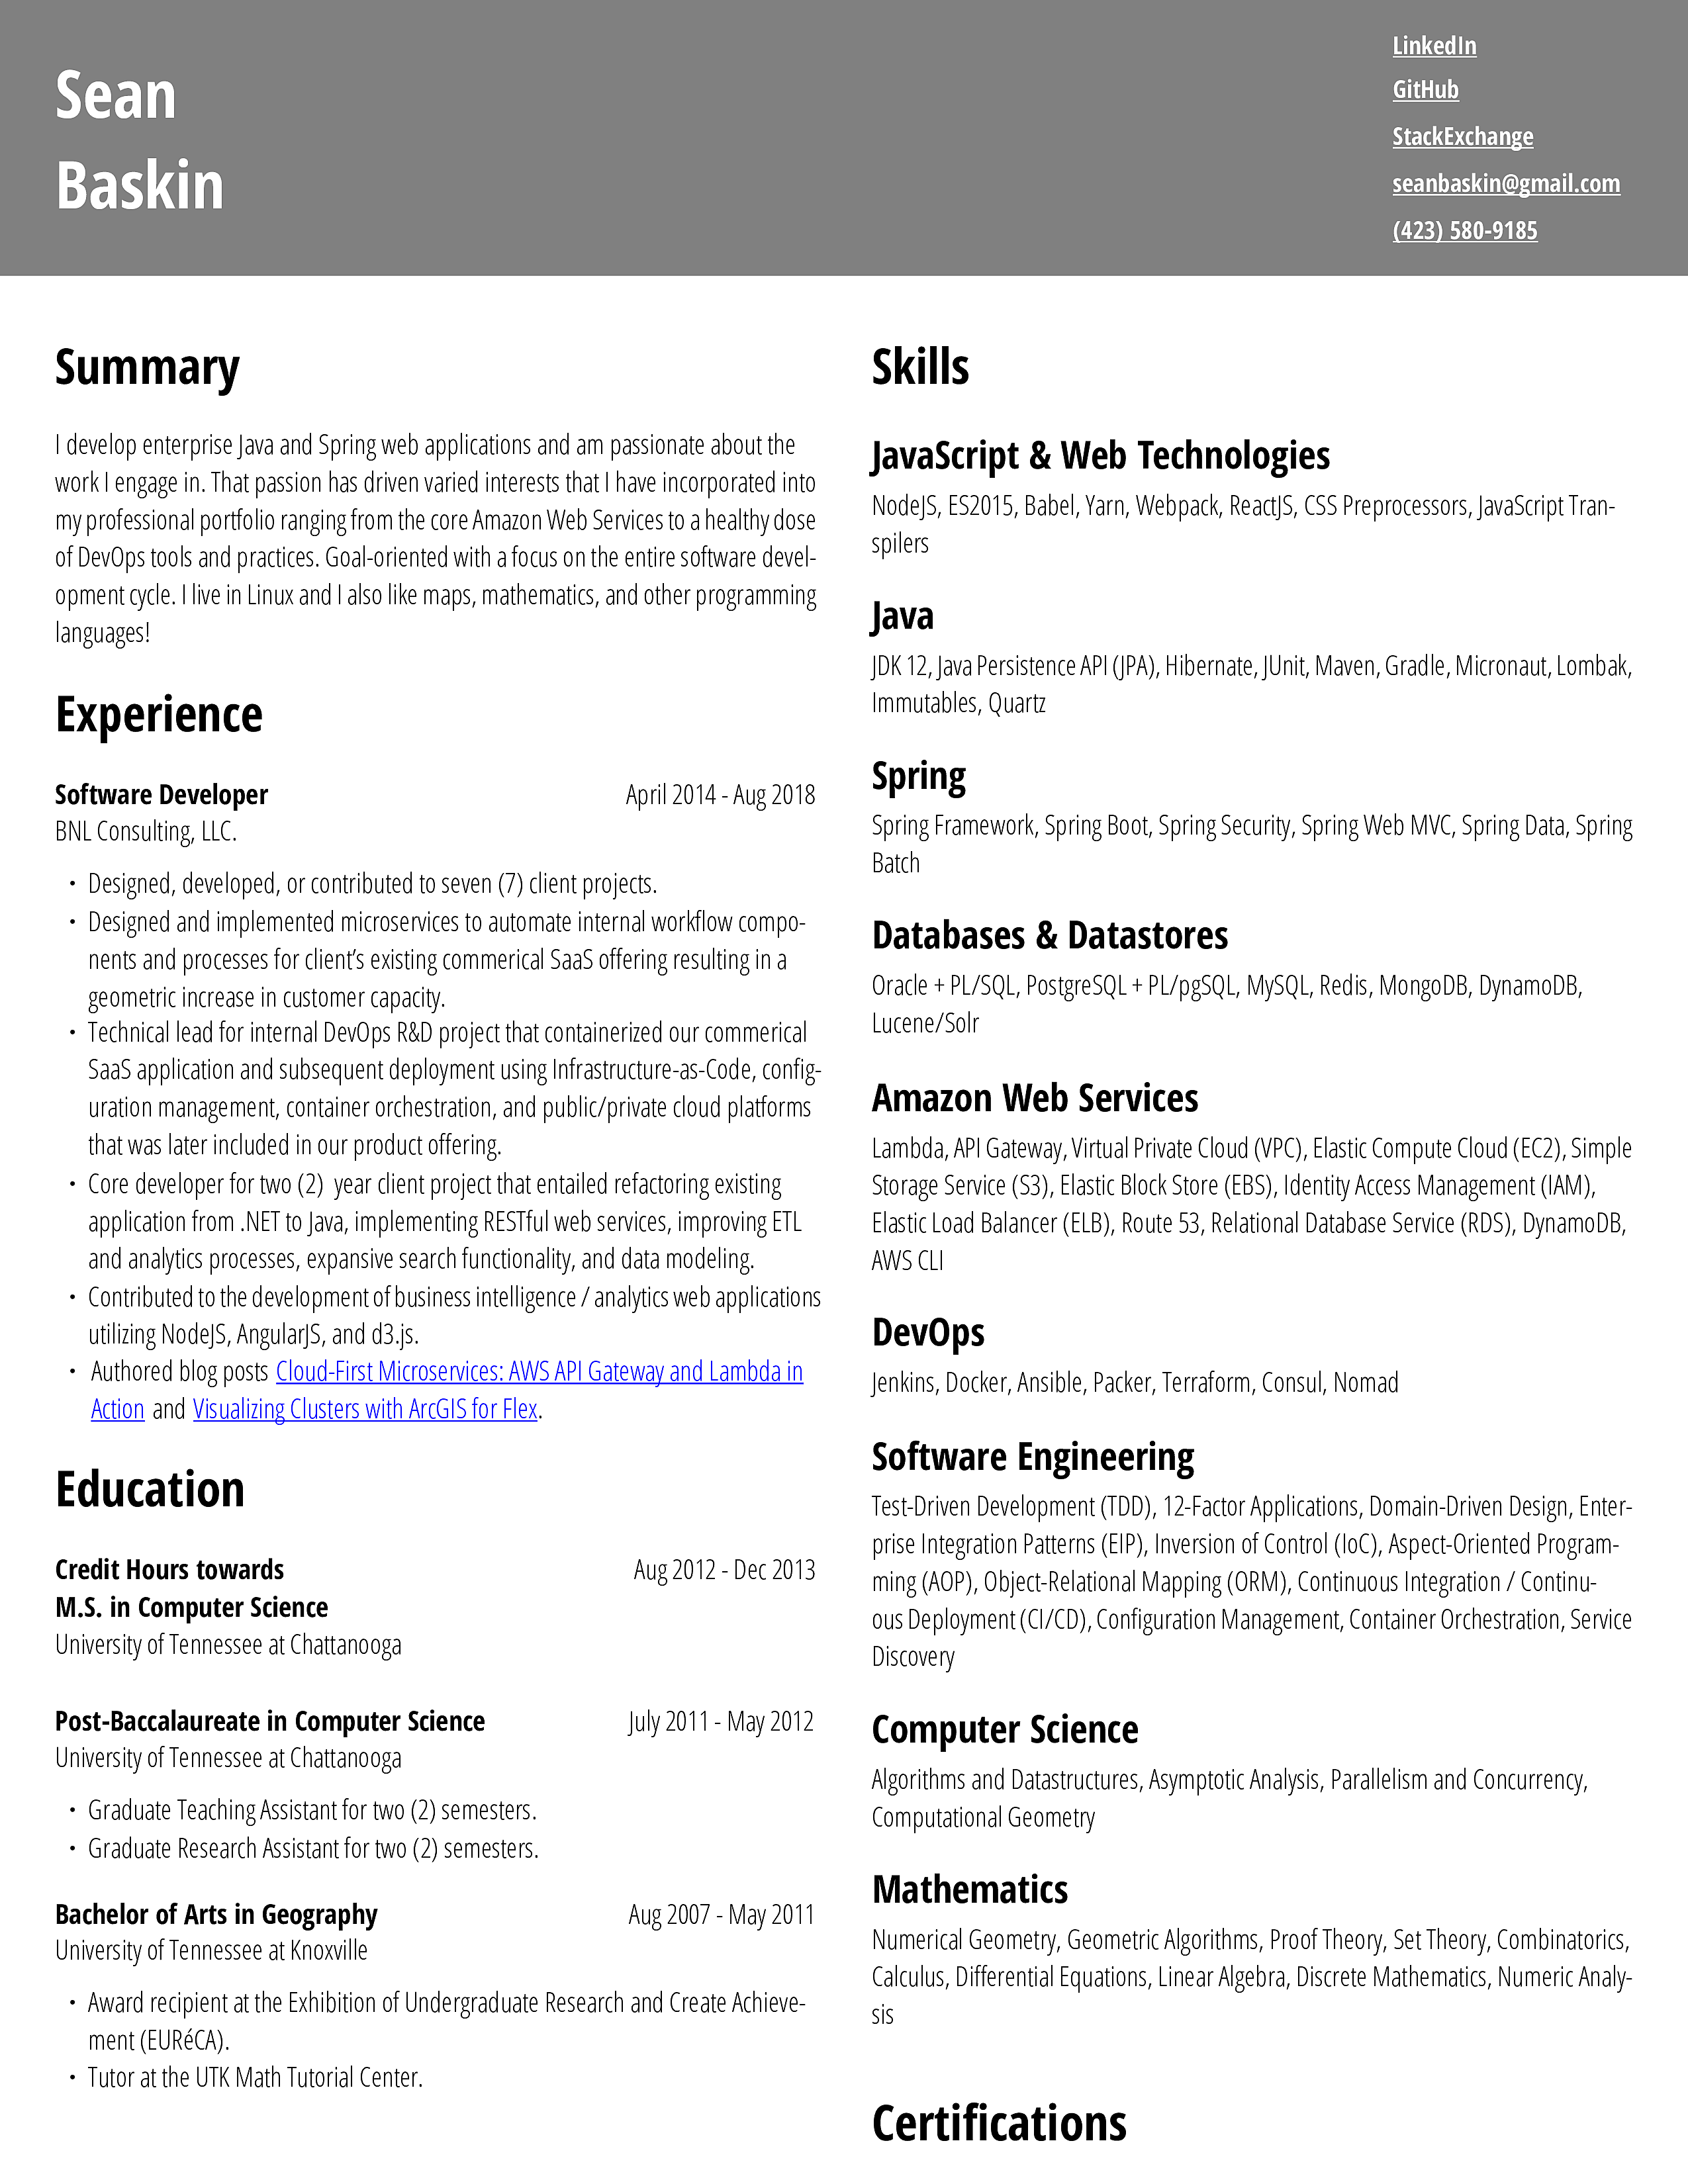 Sean
Baskin
LinkedIn
GitHub
StackExchange
seanbaskin@gmail.com
(423) 580-9185
Summary
I develop enterprise Java and Spring web applications and am passionate about the
work I engage in. That passion has driven varied interests that I have incorporated into
my professional portfolio ranging from the core Amazon Web Services to a healthy dose
of DevOps tools and practices. Goal-oriented with a focus on the entire software devel-
opment cycle. I live in Linux and I also like maps, mathematics, and other programming
languages!
Experience
Software Developer April 2014 - Aug 2018
BNL Consulting, LLC.
• Designed, developed, or contributed to seven (7) client projects.
• Designed and implemented microservices to automate internal workflow compo-
nents and processes for client’s existing commerical SaaS offering resulting in a
geometric increase in customer capacity.
• Technical lead for internal DevOps R&D project that containerized our commerical
SaaS application and subsequent deployment using Infrastructure-as-Code, config-
uration management, container orchestration, and public/private cloud platforms
that was later included in our product offering.
• Core developer for two (2) year client project that entailed refactoring existing
application from .NET to Java, implementing RESTful web services, improving ETL
and analytics processes, expansive search functionality, and data modeling.
• Contributed to the development of business intelligence / analytics web applications
utilizing NodeJS, AngularJS, and d3.js.
• Authored blog posts Cloud-First Microservices: AWS API Gateway and Lambda in
Action and Visualizing Clusters with ArcGIS for Flex.
Education
Credit Hours towards Aug 2012 - Dec 2013
M.S. in Computer Science
University of Tennessee at Chattanooga
Post-Baccalaureate in Computer Science July 2011 - May 2012
University of Tennessee at Chattanooga
• Graduate Teaching Assistant for two (2) semesters.
• Graduate Research Assistant for two (2) semesters.
Bachelor of Arts in Geography Aug 2007 - May 2011
University of Tennessee at Knoxville
• Award recipient at the Exhibition of Undergraduate Research and Create Achieve-
ment (EURéCA).
• Tutor at the UTK Math Tutorial Center.
Skills
JavaScript & Web Technologies
NodeJS, ES2015, Babel, Yarn, Webpack, ReactJS, CSS Preprocessors, JavaScript Tran-
spilers
Java
JDK 12, Java Persistence API (JPA), Hibernate, JUnit, Maven, Gradle, Micronaut, Lombak,
Immutables, Quartz
Spring
Spring Framework, Spring Boot, Spring Security, Spring Web MVC, Spring Data, Spring
Batch
Databases & Datastores
Oracle + PL/SQL, PostgreSQL + PL/pgSQL, MySQL, Redis, MongoDB, DynamoDB,
Lucene/Solr
Amazon Web Services
Lambda, API Gateway, Virtual Private Cloud (VPC), Elastic Compute Cloud (EC2), Simple
Storage Service (S3), Elastic Block Store (EBS), Identity Access Management (IAM),
Elastic Load Balancer (ELB), Route 53, Relational Database Service (RDS), DynamoDB,
AWS CLI
DevOps
Jenkins, Docker, Ansible, Packer, Terraform, Consul, Nomad
Software Engineering
Test-Driven Development (TDD), 12-Factor Applications, Domain-Driven Design, Enter-
prise Integration Patterns (EIP), Inversion of Control (IoC), Aspect-Oriented Program-
ming (AOP), Object-Relational Mapping (ORM), Continuous Integration / Continu-
ous Deployment (CI/CD), Configuration Management, Container Orchestration, Service
Discovery
Computer Science
Algorithms and Datastructures, Asymptotic Analysis, Parallelism and Concurrency,
Computational Geometry
Mathematics
Numerical Geometry, Geometric Algorithms, Proof Theory, Set Theory, Combinatorics,
Calculus, Differential Equations, Linear Algebra, Discrete Mathematics, Numeric Analy-
sis
Certifications